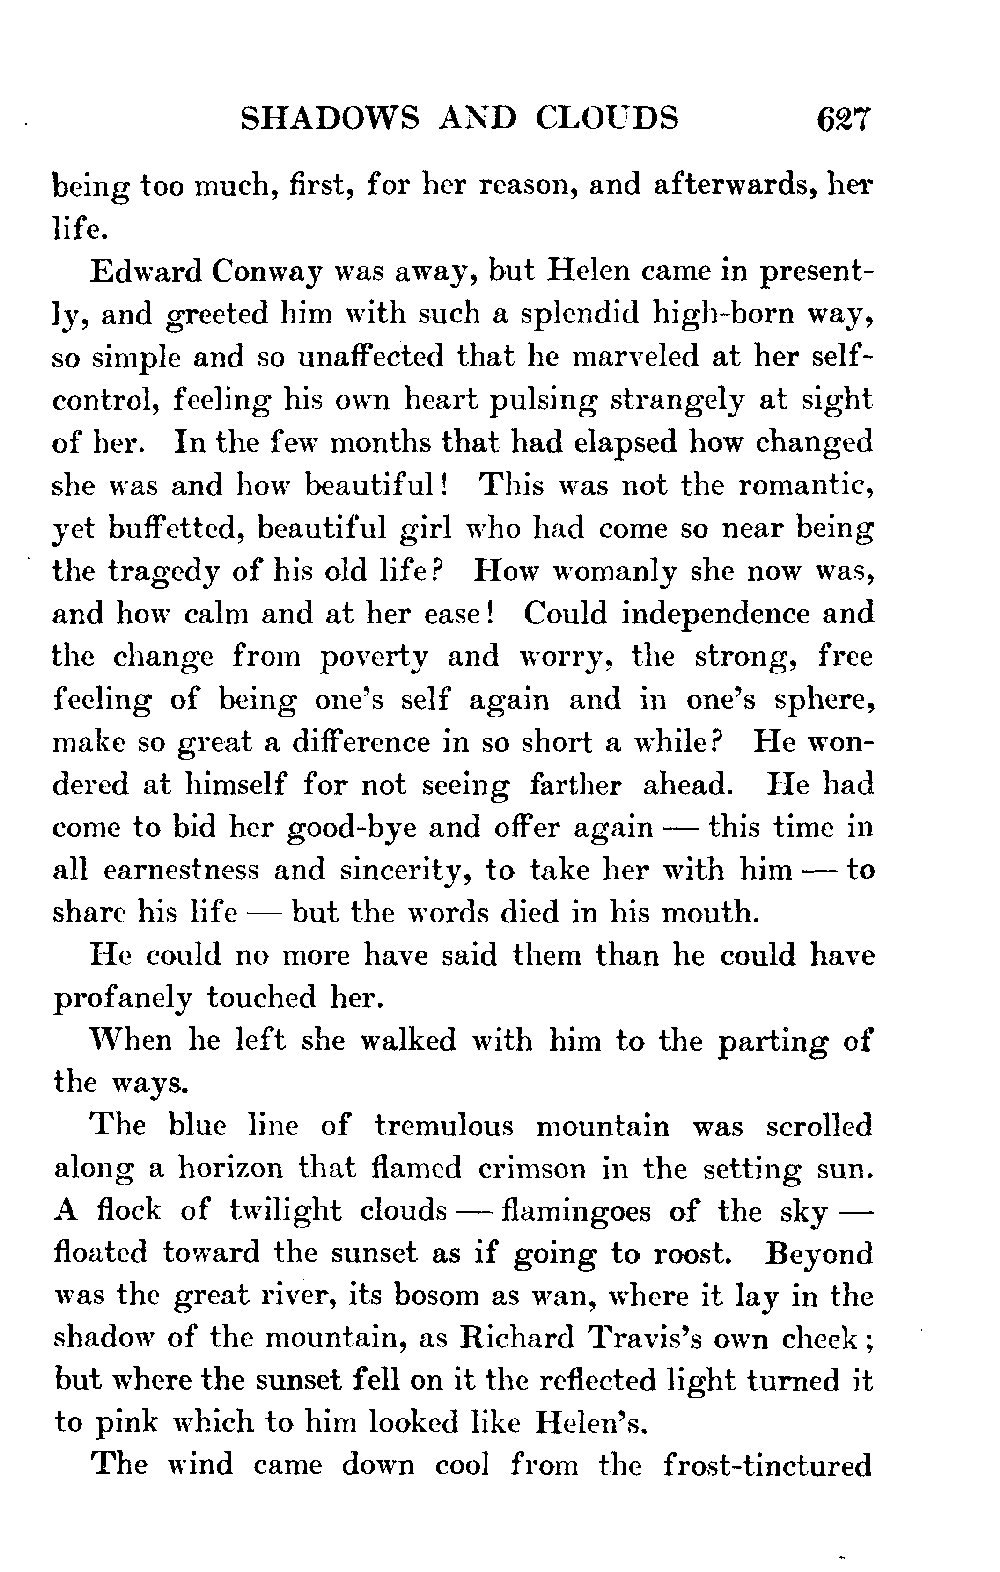 SHADOWS AND CLOUDS 627
being too much, first, for her reason, and afterwards, her
life.
Edward Conway was away, but Helen came in present-
ly, and greeted him with such a splendid high-born way,
so simple and so unaffected that he marveled at her self-
control, feeling his own heart pulsing strangely at sight
of her. In the few months that had elapsed how changed
she was and how beautiful! This was not the romantic,
yet buffetted, beautiful girl who had come so near being
the tragedy of his old life? How womanly she now was,
and how calm and at her ease! Could independence and
the change from poverty and worry, the strong, free
feeling of being one's self again and in one's sphere,
make so great a difference in so short a while? He won-
dered at himself for not seeing farther ahead. He had
come to bid her good-bye and offer again — this time in
all earnestness and sincerity, to take her with him — to
share his life — but the words died in his mouth.
He could no more have said them than he could have
profanely touched her.
When he left she walked with him to the parting of
the ways.
The blue line of tremulous mountain was scrolled
along a horizon that flamed crimson in the setting sun.
A flock of twilight clouds — flamingoes of the sky —
floated toward the sunset as if going to roost. Beyond
was the great river, its bosom as wan, where it lay in the
shadow of the mountain, as Richard Travis's own cheek;
but where the sunset fell on it the reflected light turned it
to pink which to him looked like Helen's.
The wind came down cool from the frost-tinctured